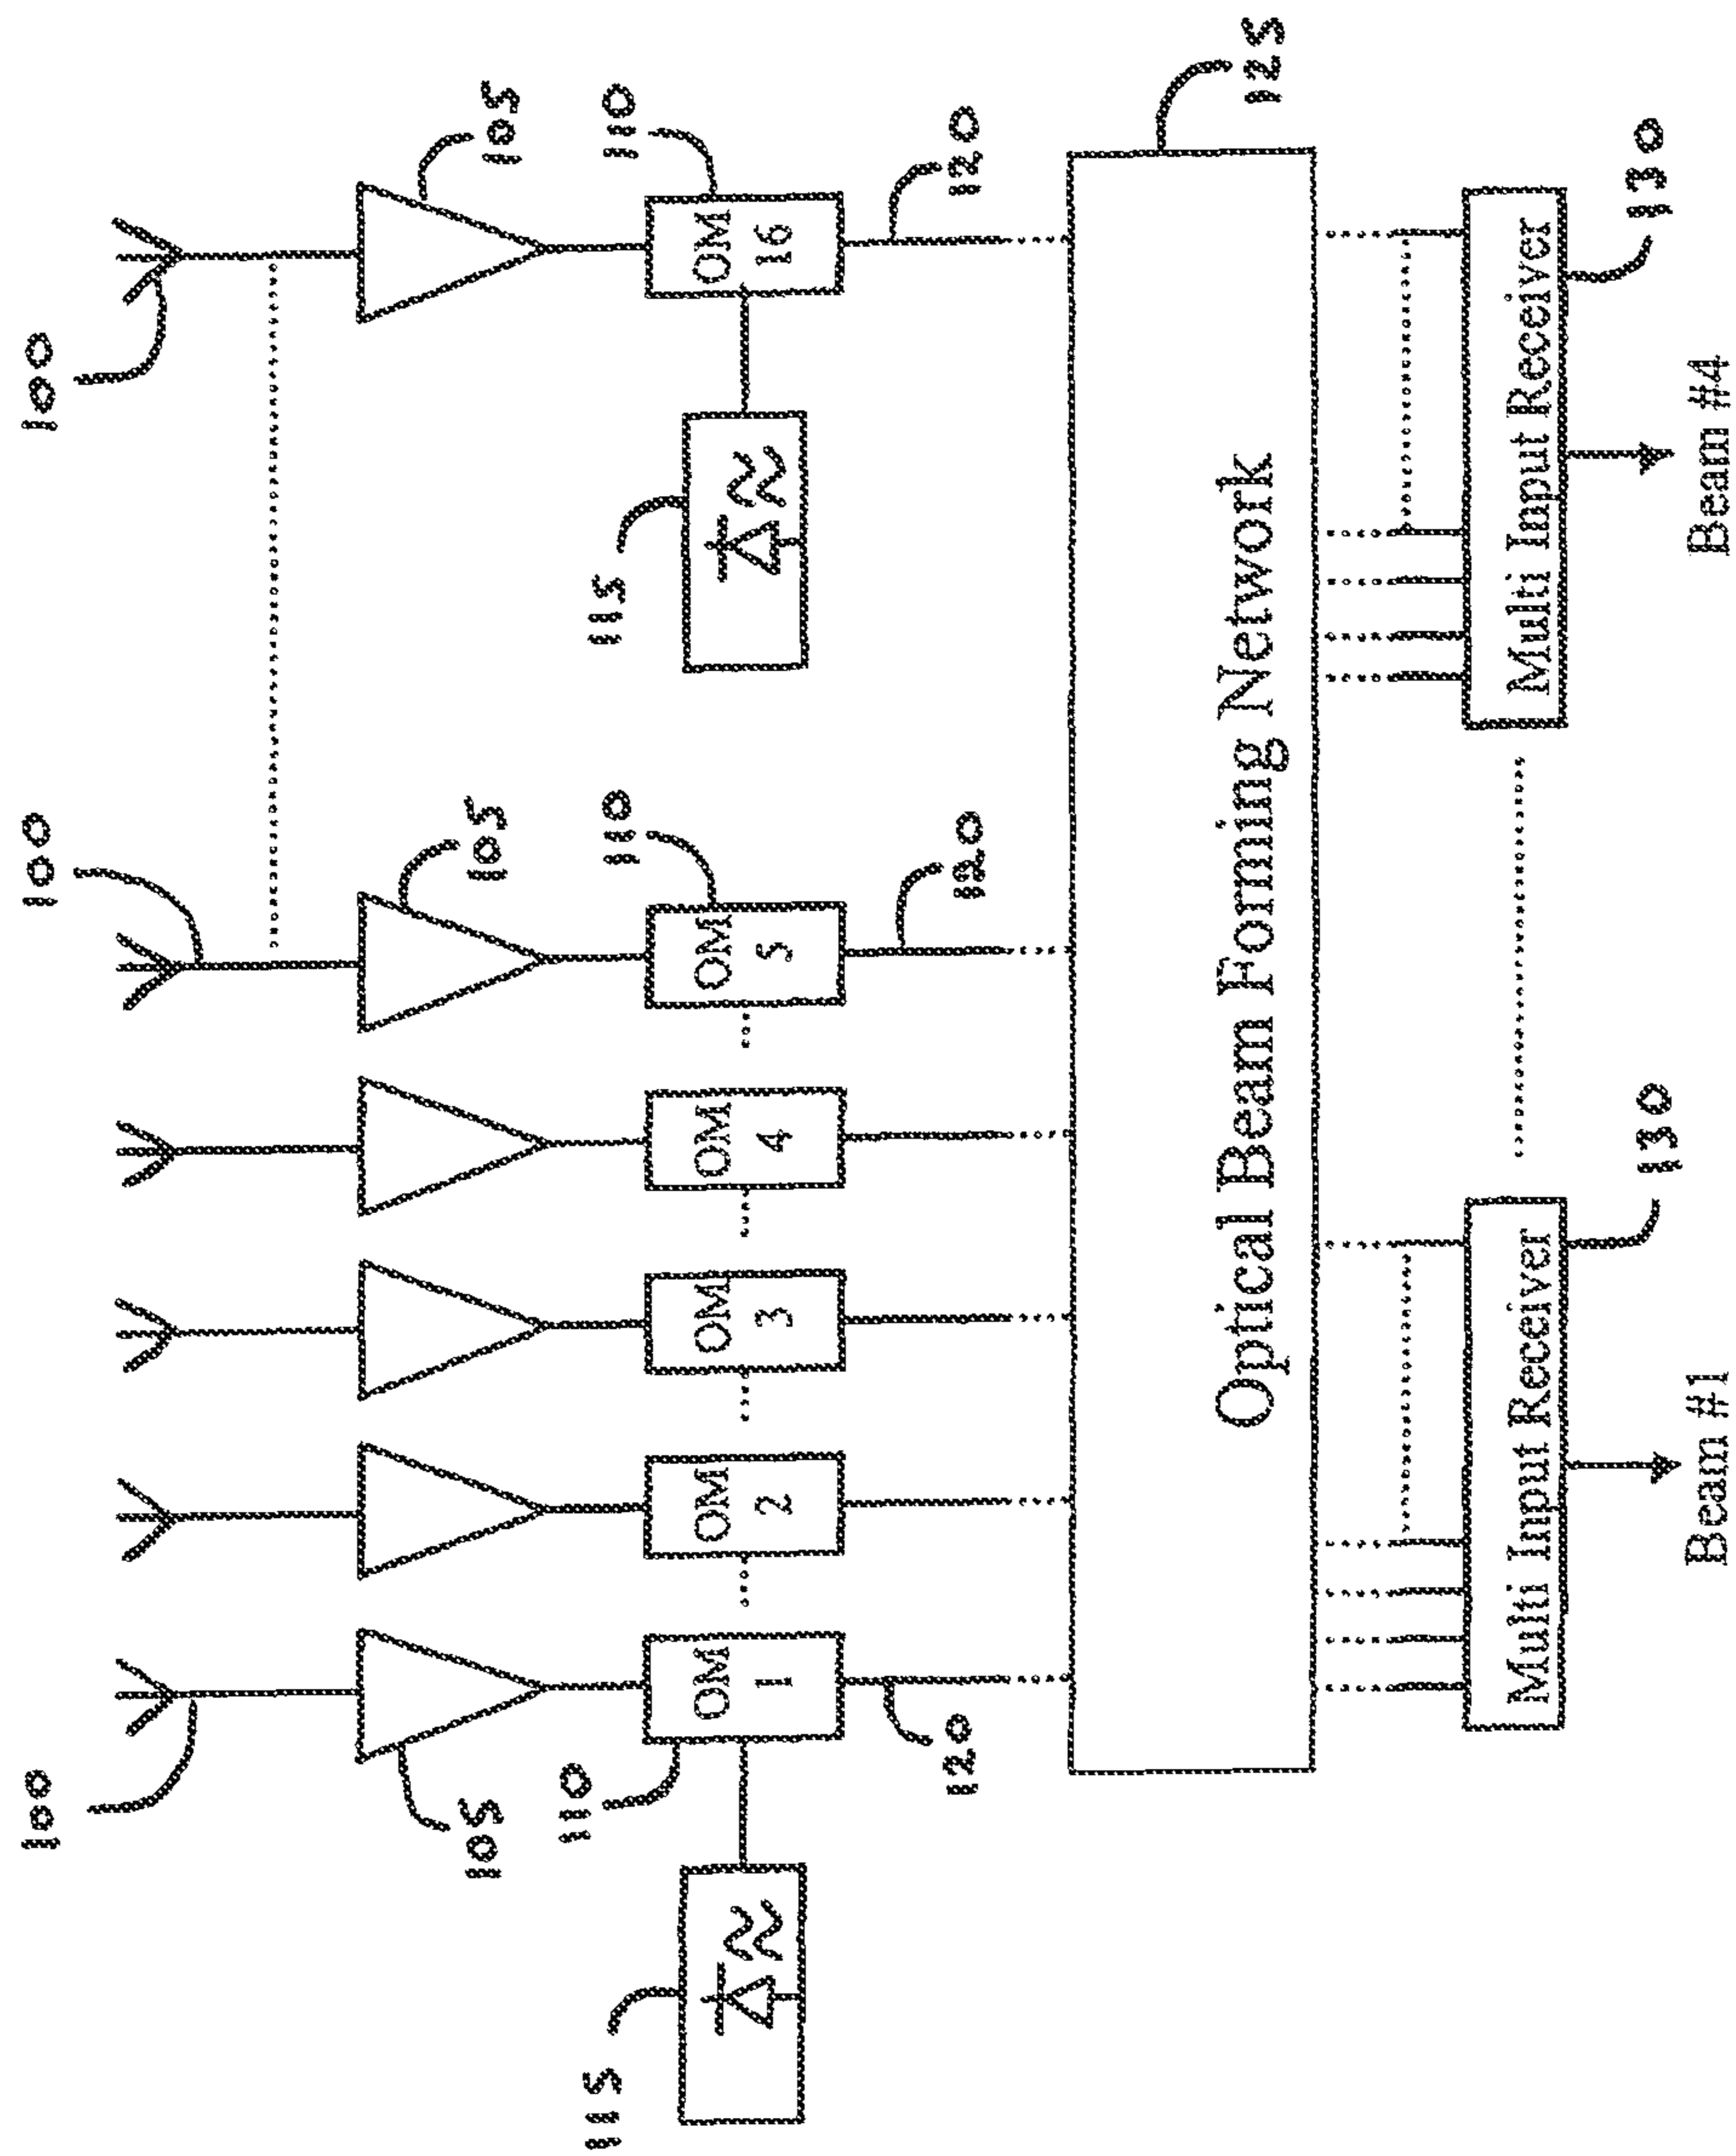 100 100 100
105 105 105
115 110 110 115 110
OM OM OM OM OM OM
1 2 3 4 5 16
120 120 120
125
Optical Beam Forming Network
Multi Input Receiver Multi Input Receiver
130 130
Beam #1 Beam #4